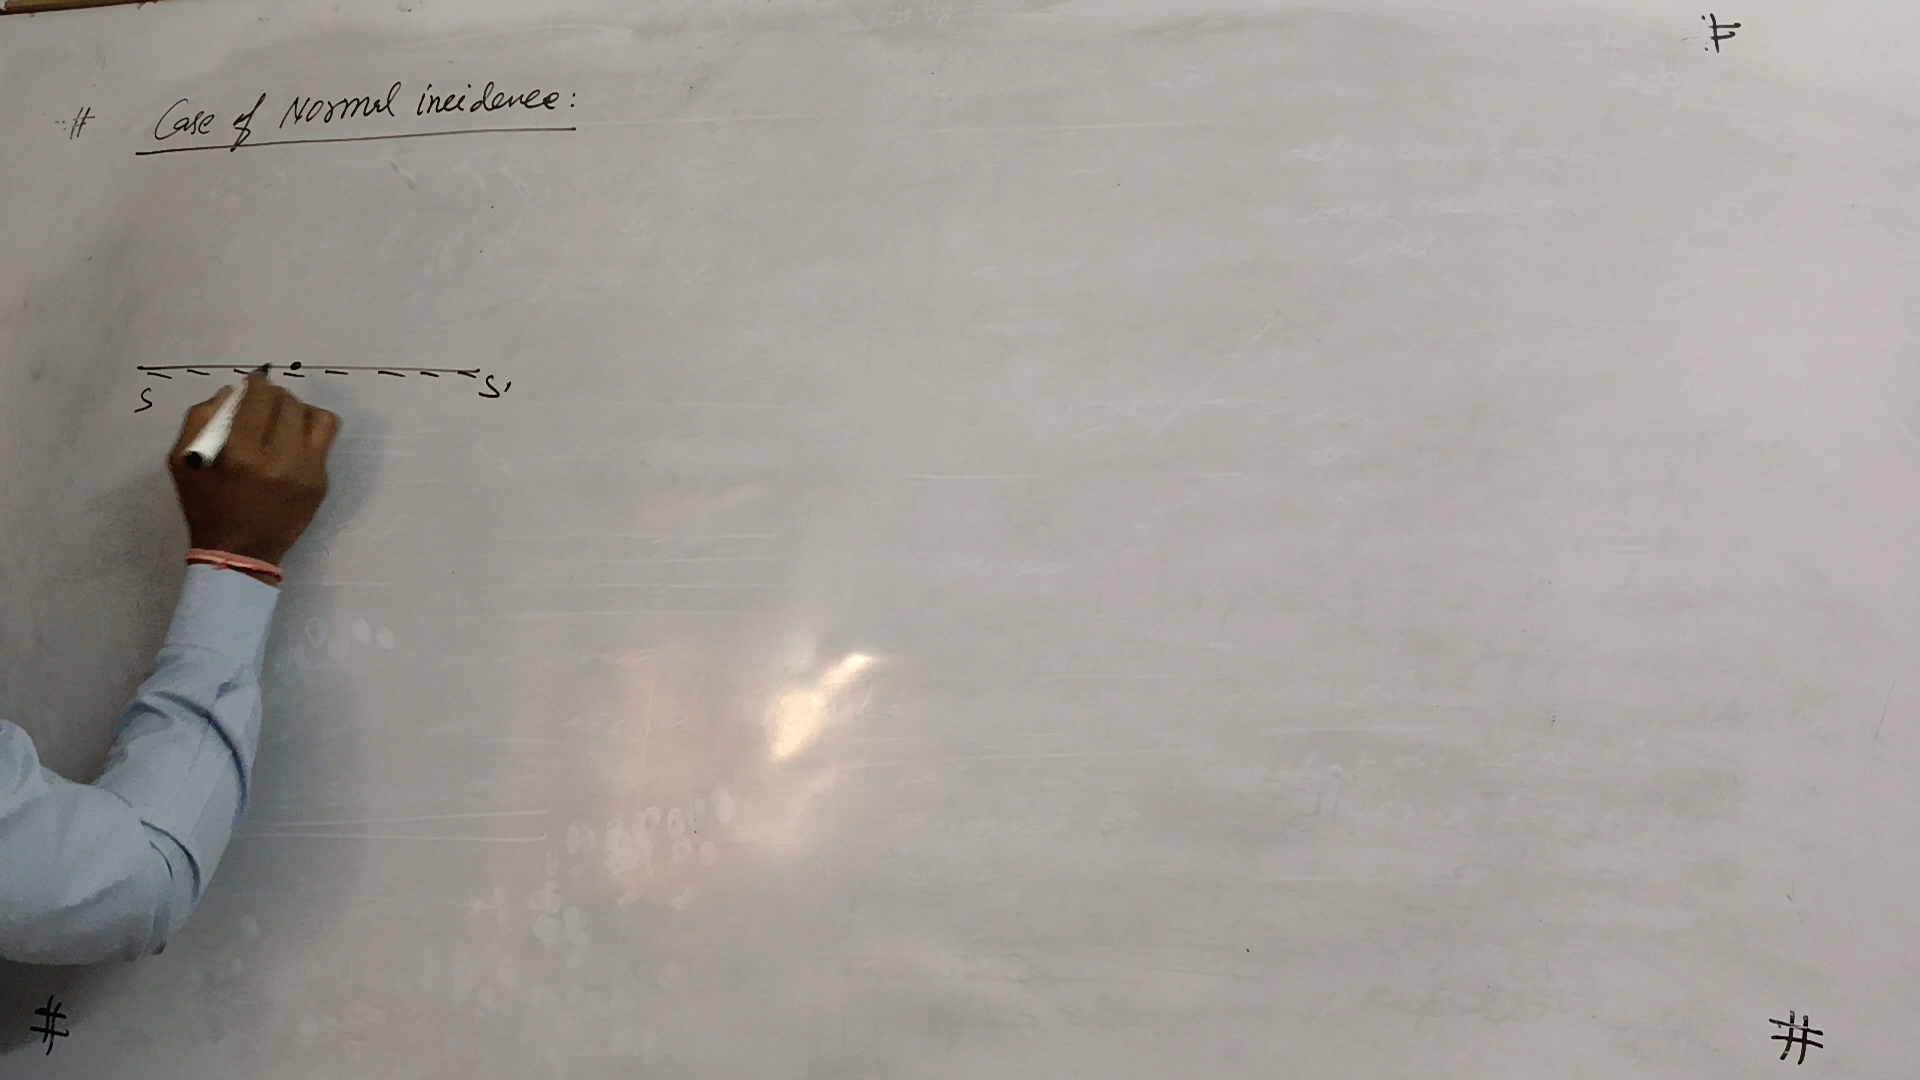 #
# Case of Normal incidence:
S S'
# #